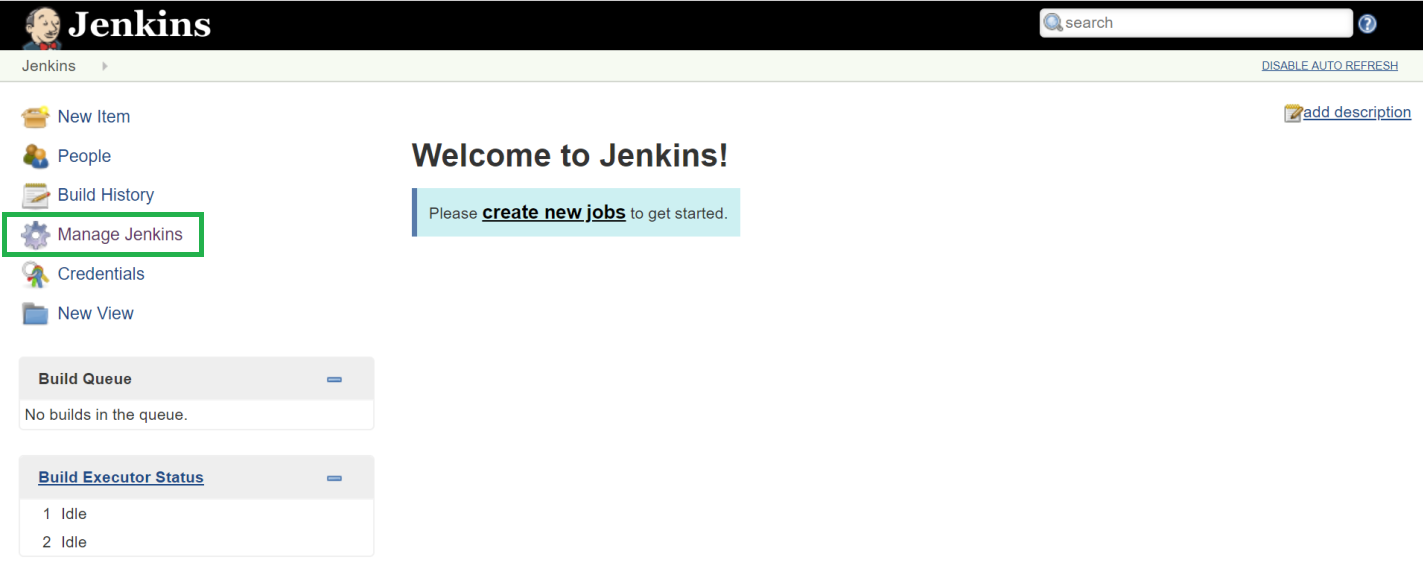 Jenkins
search
Jenkins
DISABLE AUTO REFRESH
New Item
People
Build History
Manage Jenkins
Credentials
New View
Build Queue
No builds in the queue.
Build Executor Status
1 Idle
2 Idle
add description
Welcome to Jenkins!
Please create new jobs to get started.